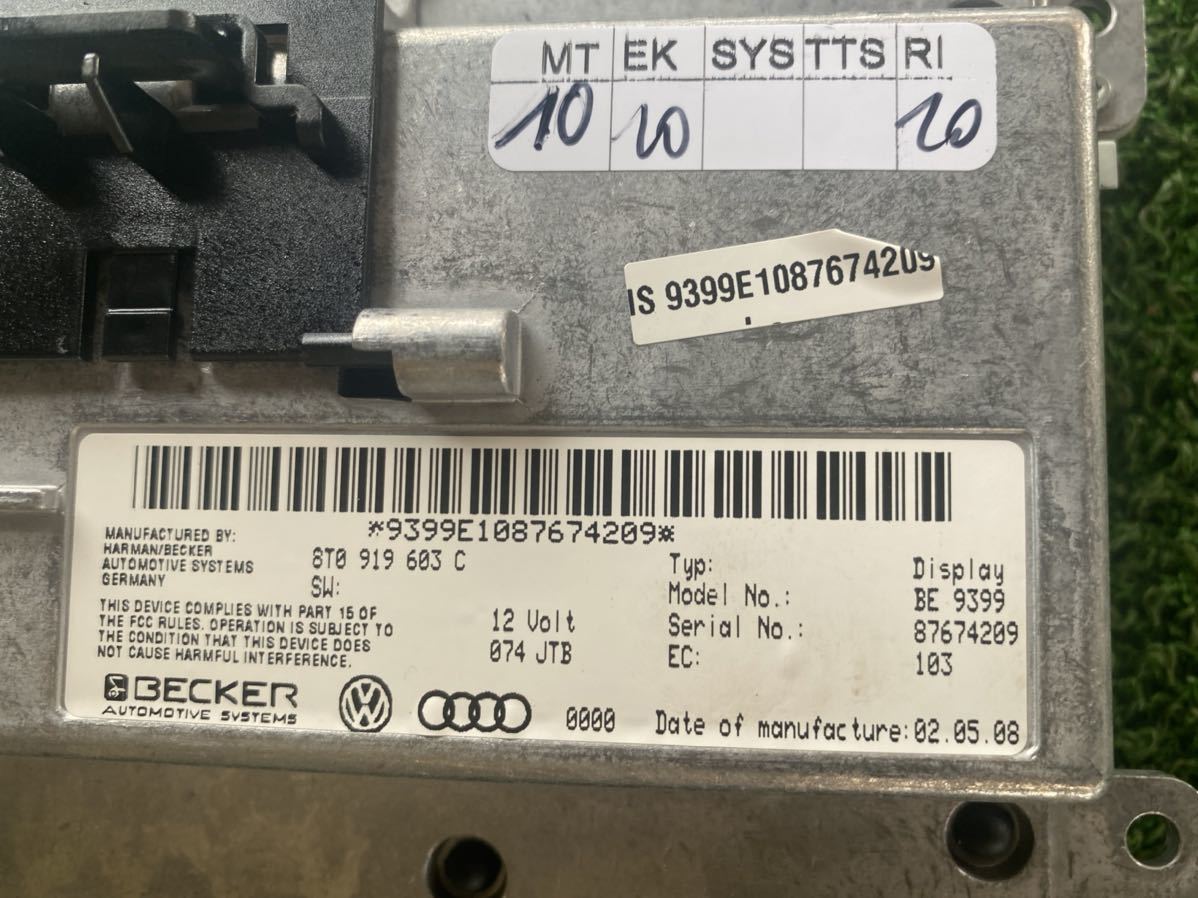 MT EK SYS TTS RI
10 10 10
IS 9399E1087674209
*9399E1087674209*
MANUFACTURED BY:
HARMAN/BECKER
AUTOMOTIVE SYSTEMS
GERMANY
8T0 919 603 C
SW:
THIS DEVICE COMPLIES WITH PART 15 OF
THE FCC RULES. OPERATION IS SUBJECT TO
THE CONDITION THAT THIS DEVICE DOES
NOT CAUSE HARMFUL INTERFERENCE.
12 Volt
074 JTB
Typ: Display
Model No.: BE 9399
Serial No.: 87674209
EC: 103
BECKER
AUTOMOTIVE SYSTEMS
VW
0000
Date of manufacture:02.05.08